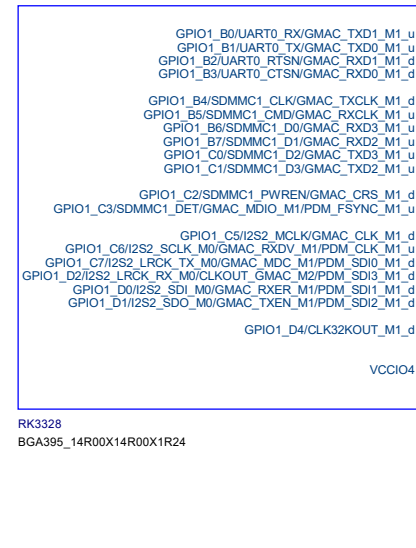 GPIO1_B0/UART0_RX/GMAC_TXD1_M1_u
GPIO1_B1/UART0_TX/GMAC_TXD0_M1_u
GPIO1_B2/UART0_RTSN/GMAC_RXD1_M1_d
GPIO1_B3/UART0_CTSN/GMAC_RXD0_M1_d
GPIO1_B4/SDMMC1_CLK/GMAC_TXCLK_M1_d
GPIO1_B5/SDMMC1_CMD/GMAC_RXCLK_M1_u
GPIO1_B6/SDMMC1_D0/GMAC_RXD3_M1_u
GPIO1_B7/SDMMC1_D1/GMAC_RXD2_M1_u
GPIO1_C0/SDMMC1_D2/GMAC_TXD3_M1_u
GPIO1_C1/SDMMC1_D3/GMAC_TXD2_M1_u
GPIO1_C2/SDMMC1_PWREN/GMAC_CRS_M1_d
GPIO1_C3/SDMMC1_DET/GMAC_MDIO_M1/PDM_FSYNC_M1_u
GPIO1_C5/I2S2_MCLK/GMAC_CLK_M1_d
GPIO1_C6/I2S2_SCLK_M0/GMAC_RXDV_M1/PDM_CLK_M1_u
GPIO1_C7/I2S2_LRCK_TX_M0/GMAC_MDC_M1/PDM_SDI0_M1_d
GPIO1_D2/I2S2_LRCK_RX_M0/CLKOUT_GMAC_M2/PDM_SDI3_M1_d
GPIO1_D0/I2S2_SDI_M0/GMAC_RXER_M1/PDM_SDI1_M1_d
GPIO1_D1/I2S2_SDO_M0/GMAC_TXEN_M1/PDM_SDI2_M1_d
GPIO1_D4/CLK32KOUT_M1_d
VCCIO4
RK3328
BGA395_14R00X14R00X1R24